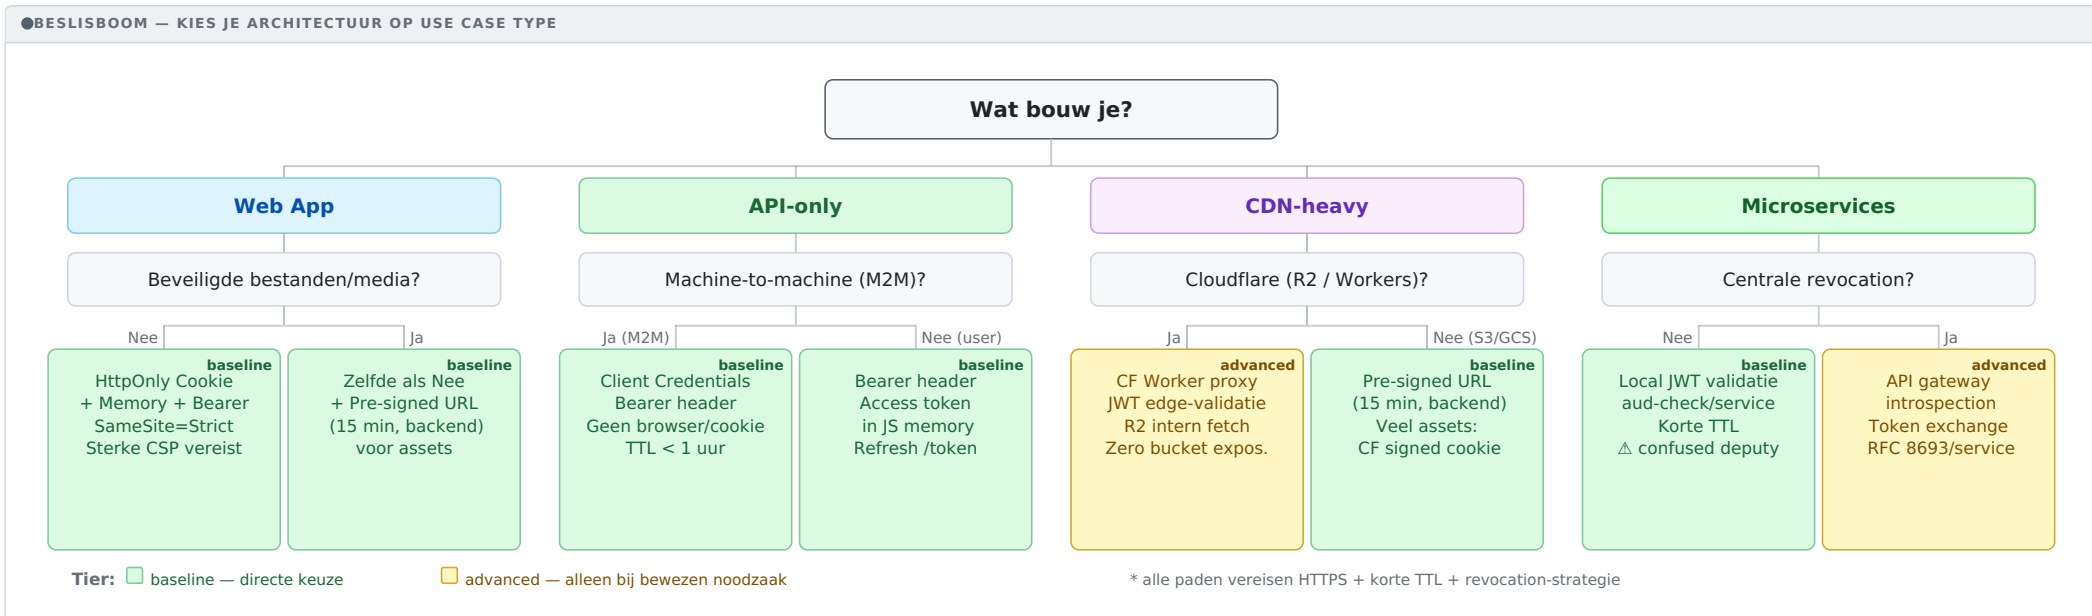 BESLISBOOM — KIES JE ARCHITECTUUR OP USE CASE TYPE
Wat bouw je?
Web App
API-only
CDN-heavy
Microservices
Beveiligde bestanden/media?
Machine-to-machine (M2M)?
Cloudflare (R2 / Workers)?
Centrale revocation?
Nee
Ja
Ja (M2M)
Nee (user)
Ja
Nee (S3/GCS)
Nee
Ja
baseline
HttpOnly Cookie
+ Memory + Bearer
SameSite=Strict
Sterke CSP vereist
baseline
Zelfde als Nee
+ Pre-signed URL
(15 min, backend)
voor assets
baseline
Client Credentials
Bearer header
Geen browser/cookie
TTL < 1 uur
baseline
Bearer header
Access token
in JS memory
Refresh /token
advanced
CF Worker proxy
JWT edge-validatie
R2 intern fetch
Zero bucket expos.
baseline
Pre-signed URL
(15 min, backend)
Veel assets:
CF signed cookie
baseline
Local JWT validatie
aud-check/service
Korte TTL
⚠ confused deputy
advanced
API gateway
introspection
Token exchange
RFC 8693/service
Tier:
baseline — directe keuze
advanced — alleen bij bewezen noodzaak
* alle paden vereisen HTTPS + korte TTL + revocation-strategie